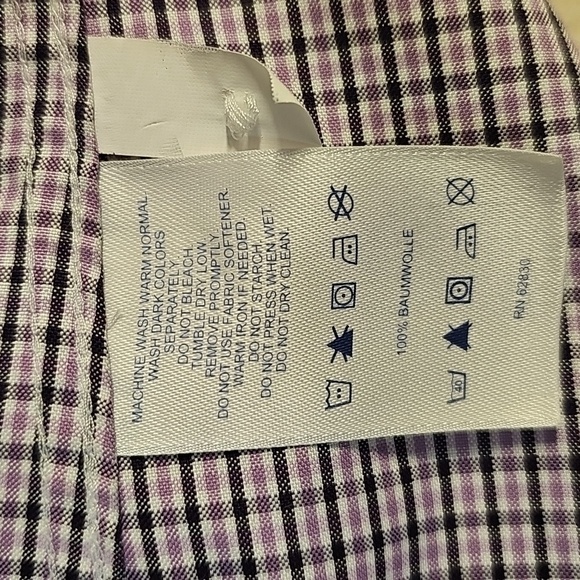 MACHINE WASH WARM NORMAL.
WASH DARK COLORS
SEPARATELY.
DO NOT BLEACH.
TUMBLE DRY LOW
REMOVE PROMPTLY.
DO NOT USE FABRIC SOFTENER.
WARM IRON IF NEEDED.
DO NOT STARCH
DO NOT PRESS WHEN WET.
DO NOT DRY CLEAN.
100% BAUMWOLLE
40
RN 62830